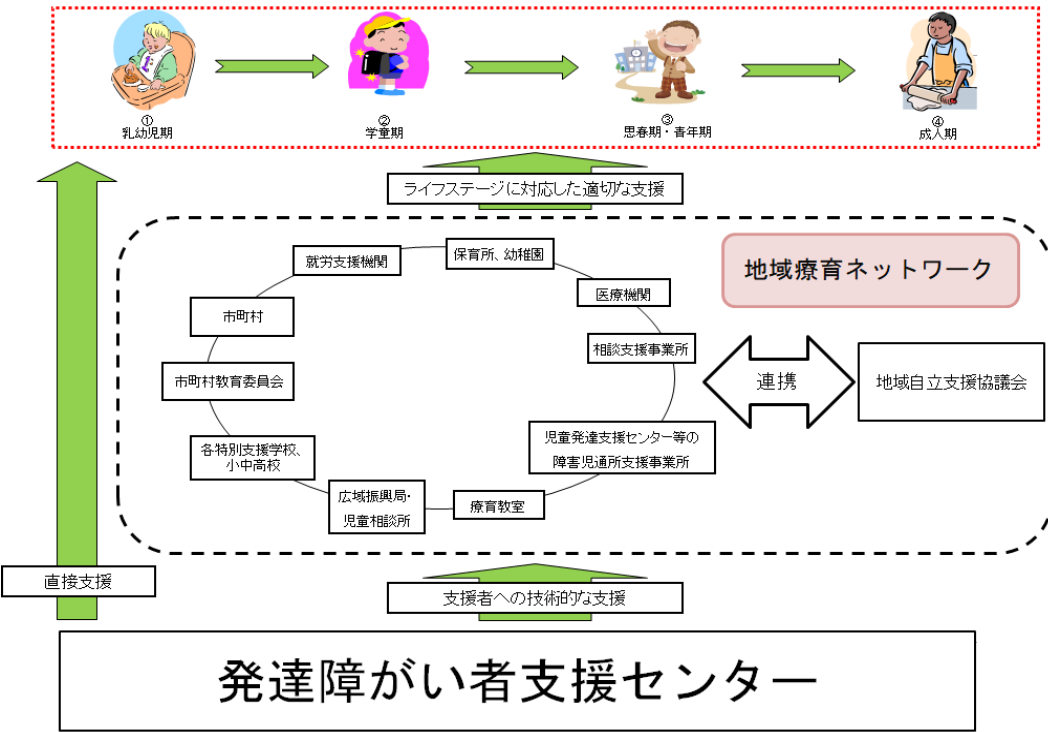 ①
乳幼児期
②
学童期
③
思春期・青年期
④
成人期
ライフステージに対応した適切な支援
地域療育ネットワーク
保育所、幼稚園
就労支援機関
医療機関
市町村
相談支援事業所
市町村教育委員会
連携
地域自立支援協議会
児童発達支援センター等の
障害児通所支援事業所
各特別支援学校、
小中高校
広域振興局・
児童相談所
療育教室
直接支援
支援者への技術的な支援
発達障がい者支援センター